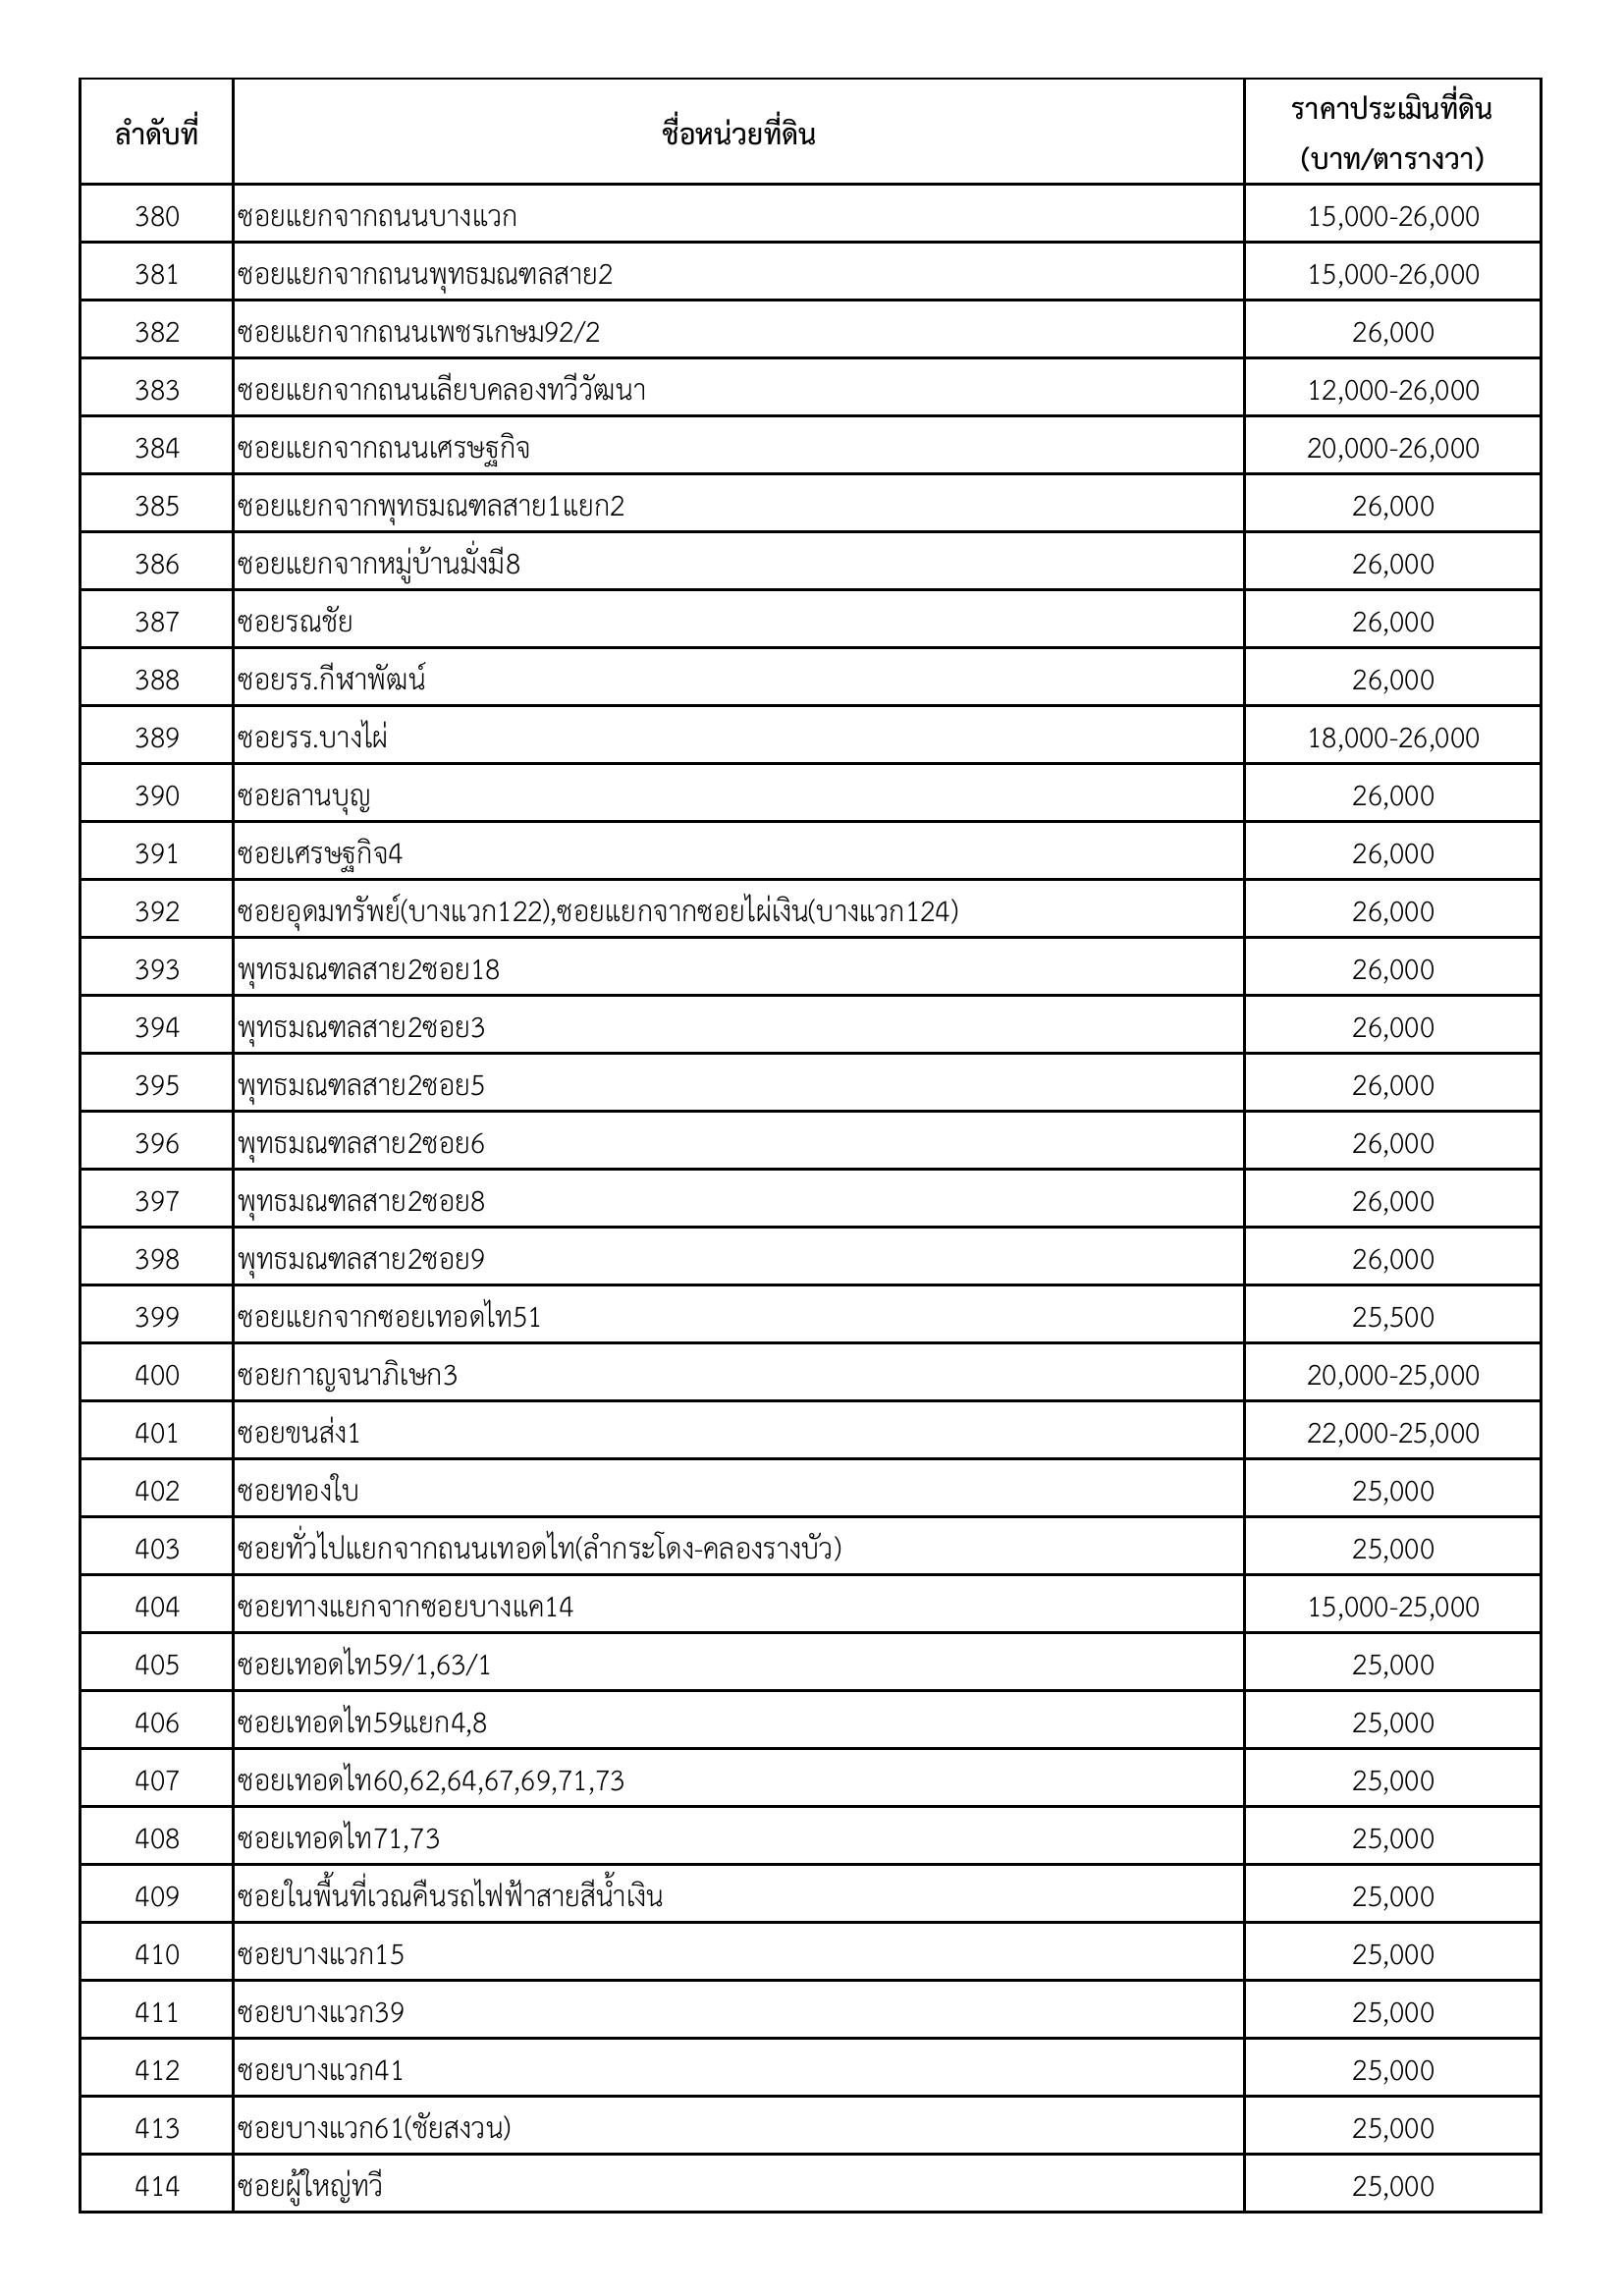 ลำดับที่ ชื่อหน่วยที่ดิน ราคาประเมินที่ดิน (บาท/ตารางวา)
380 ซอยแยกจากถนนบางแวก 15,000-26,000
381 ซอยแยกจากถนนพุทธมณฑลสาย2 15,000-26,000
382 ซอยแยกจากถนนเพชรเกษม92/2 26,000
383 ซอยแยกจากถนนเลียบคลองทวีวัฒนา 12,000-26,000
384 ซอยแยกจากถนนเศรษฐกิจ 20,000-26,000
385 ซอยแยกจากพุทธมณฑลสาย1แยก2 26,000
386 ซอยแยกจากหมู่บ้านมั่งมี8 26,000
387 ซอยรณชัย 26,000
388 ซอยรร.กีฬาพัฒน์ 26,000
389 ซอยรร.บางไผ่ 18,000-26,000
390 ซอยลานบุญ 26,000
391 ซอยเศรษฐกิจ4 26,000
392 ซอยอุดมทรัพย์(บางแวก122),ซอยแยกจากซอยไผ่เงิน(บางแวก124) 26,000
393 พุทธมณฑลสาย2ซอย18 26,000
394 พุทธมณฑลสาย2ซอย3 26,000
395 พุทธมณฑลสาย2ซอย5 26,000
396 พุทธมณฑลสาย2ซอย6 26,000
397 พุทธมณฑลสาย2ซอย8 26,000
398 พุทธมณฑลสาย2ซอย9 26,000
399 ซอยแยกจากซอยเทอดไท51 25,500
400 ซอยกาญจนาภิเษก3 20,000-25,000
401 ซอยขนส่ง1 22,000-25,000
402 ซอยทองใบ 25,000
403 ซอยทั่วไปแยกจากถนนเทอดไท(ลำกระโดง-คลองรางบัว) 25,000
404 ซอยทางแยกจากซอยบางแค14 15,000-25,000
405 ซอยเทอดไท59/1,63/1 25,000
406 ซอยเทอดไท59แยก4,8 25,000
407 ซอยเทอดไท60,62,64,67,69,71,73 25,000
408 ซอยเทอดไท71,73 25,000
409 ซอยในพื้นที่เวณคืนรถไฟฟ้าสายสีน้ำเงิน 25,000
410 ซอยบางแวก15 25,000
411 ซอยบางแวก39 25,000
412 ซอยบางแวก41 25,000
413 ซอยบางแวก61(ชัยสงวน) 25,000
414 ซอยผู้ใหญ่ทวี 25,000